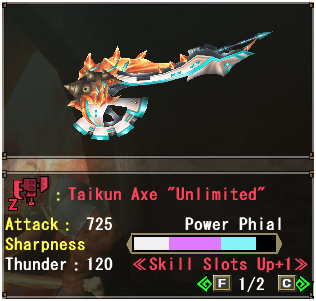 Z : Taikun Axe "Unlimited"
Attack : 725 Power Phial
Sharpness
Thunder : 120 ≪Skill Slots Up+1≫
F 1/2 C